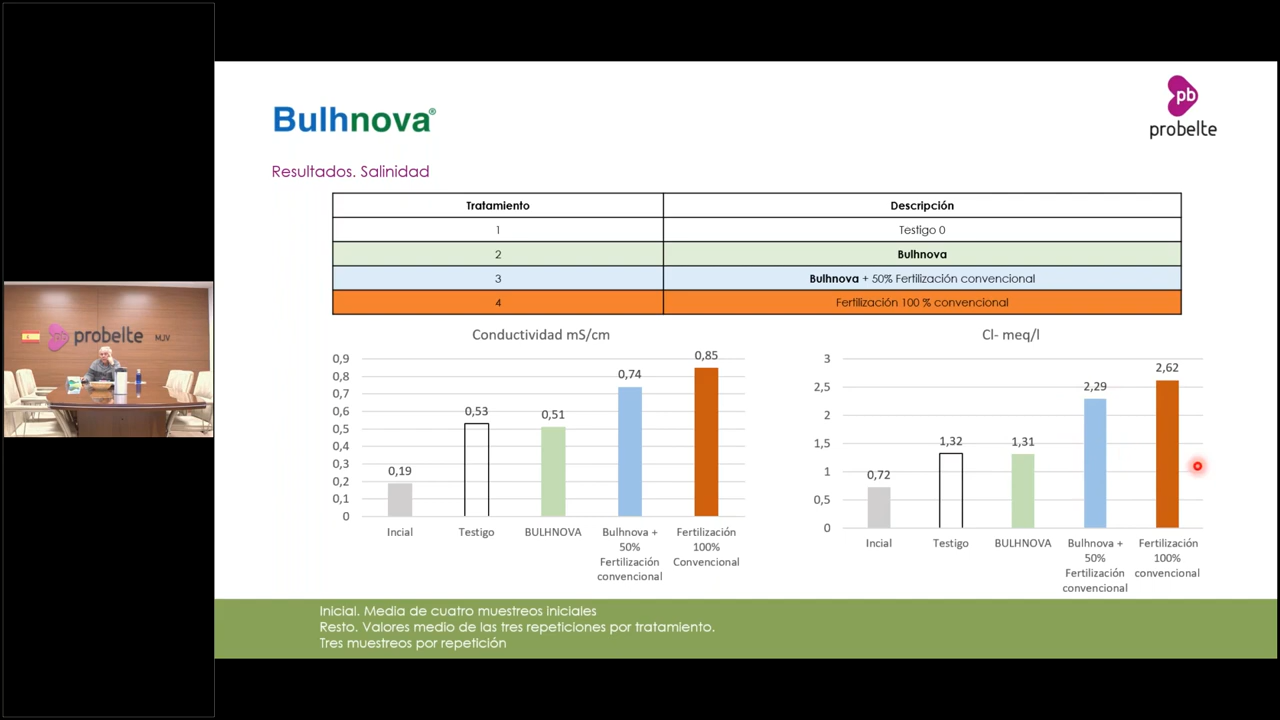 Bulhnova®
pb
probelte
Resultados. Salinidad
Tratamiento Descripción
1 Testigo 0
2 Bulhnova
3 Bulhnova + 50% Fertilización convencional
4 Fertilización 100 % convencional
Conductividad mS/cm
0,9
0,8
0,7
0,6
0,5
0,4
0,3
0,2
0,1
0
0,19
0,53
0,51
0,74
0,85
Incial
Testigo
BULHNOVA
Bulhnova +
50%
Fertilización
convencional
Fertilización
100%
Convencional
Cl- meq/l
3
2,5
2
1,5
1
0,5
0
0,72
1,32
1,31
2,29
2,62
Incial
Testigo
BULHNOVA
Bulhnova +
50%
Fertilización
convencional
Fertilización
100%
convencional
Inicial. Media de cuatro muestreos iniciales
Resto. Valores medio de las tres repeticiones por tratamiento.
Tres muestreos por repetición
probelte
MJV